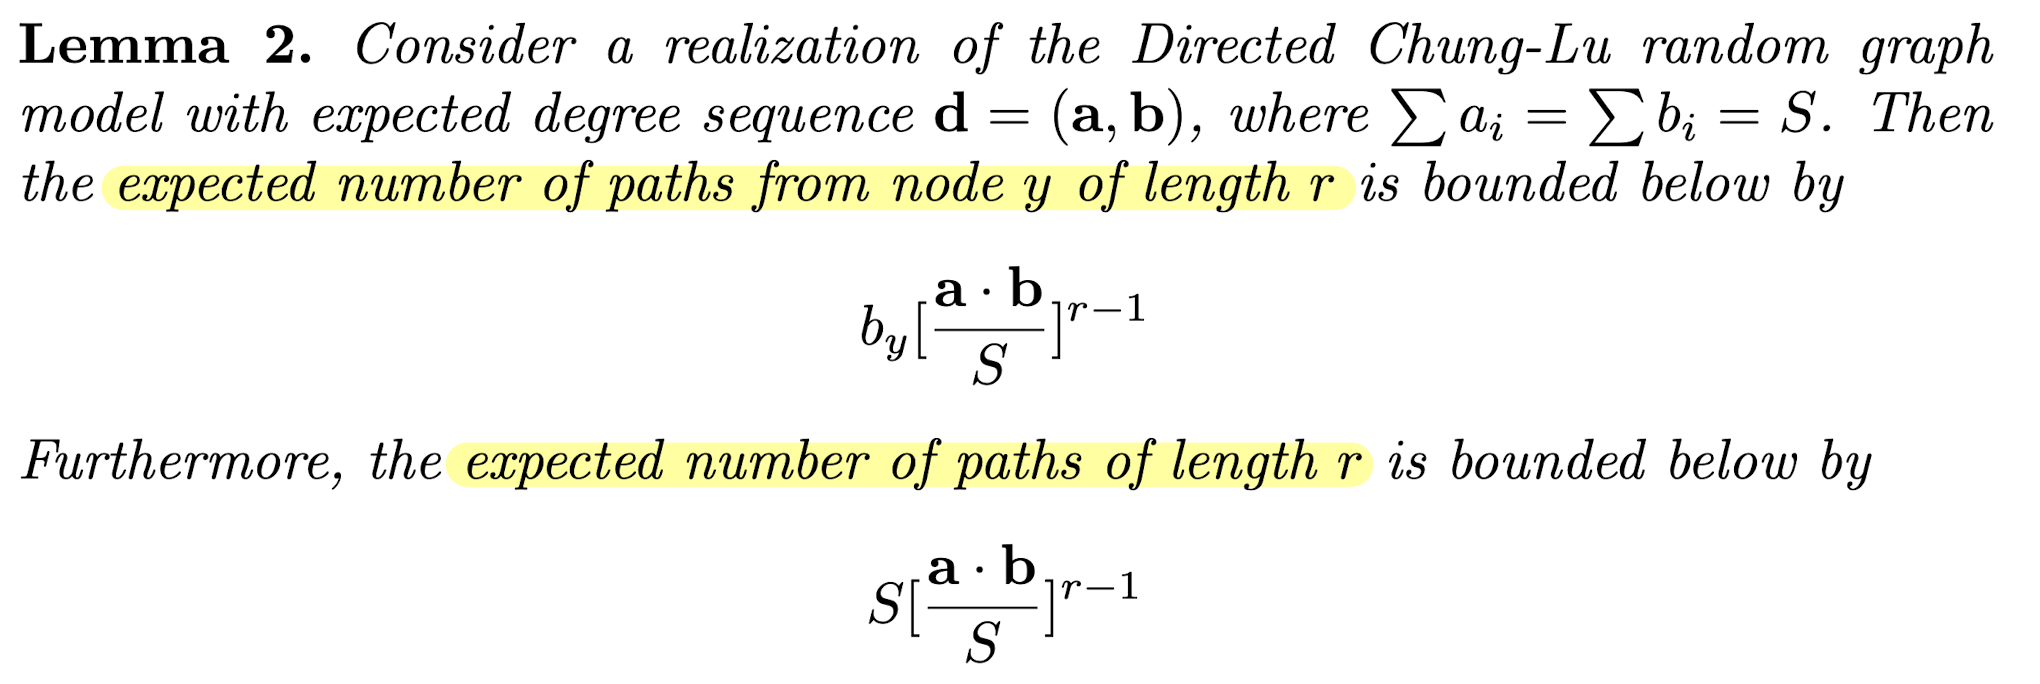 Lemma 2. Consider a realization of the Directed Chung-Lu random graph
model with expected degree sequence d = (a, b), where ∑ aᵢ = ∑ bᵢ = S. Then
the expected number of paths from node y of length r is bounded below by
b_y[\frac{a · b}{S}]^{r−1}
Furthermore, the expected number of paths of length r is bounded below by
S[\frac{a · b}{S}]^{r−1}